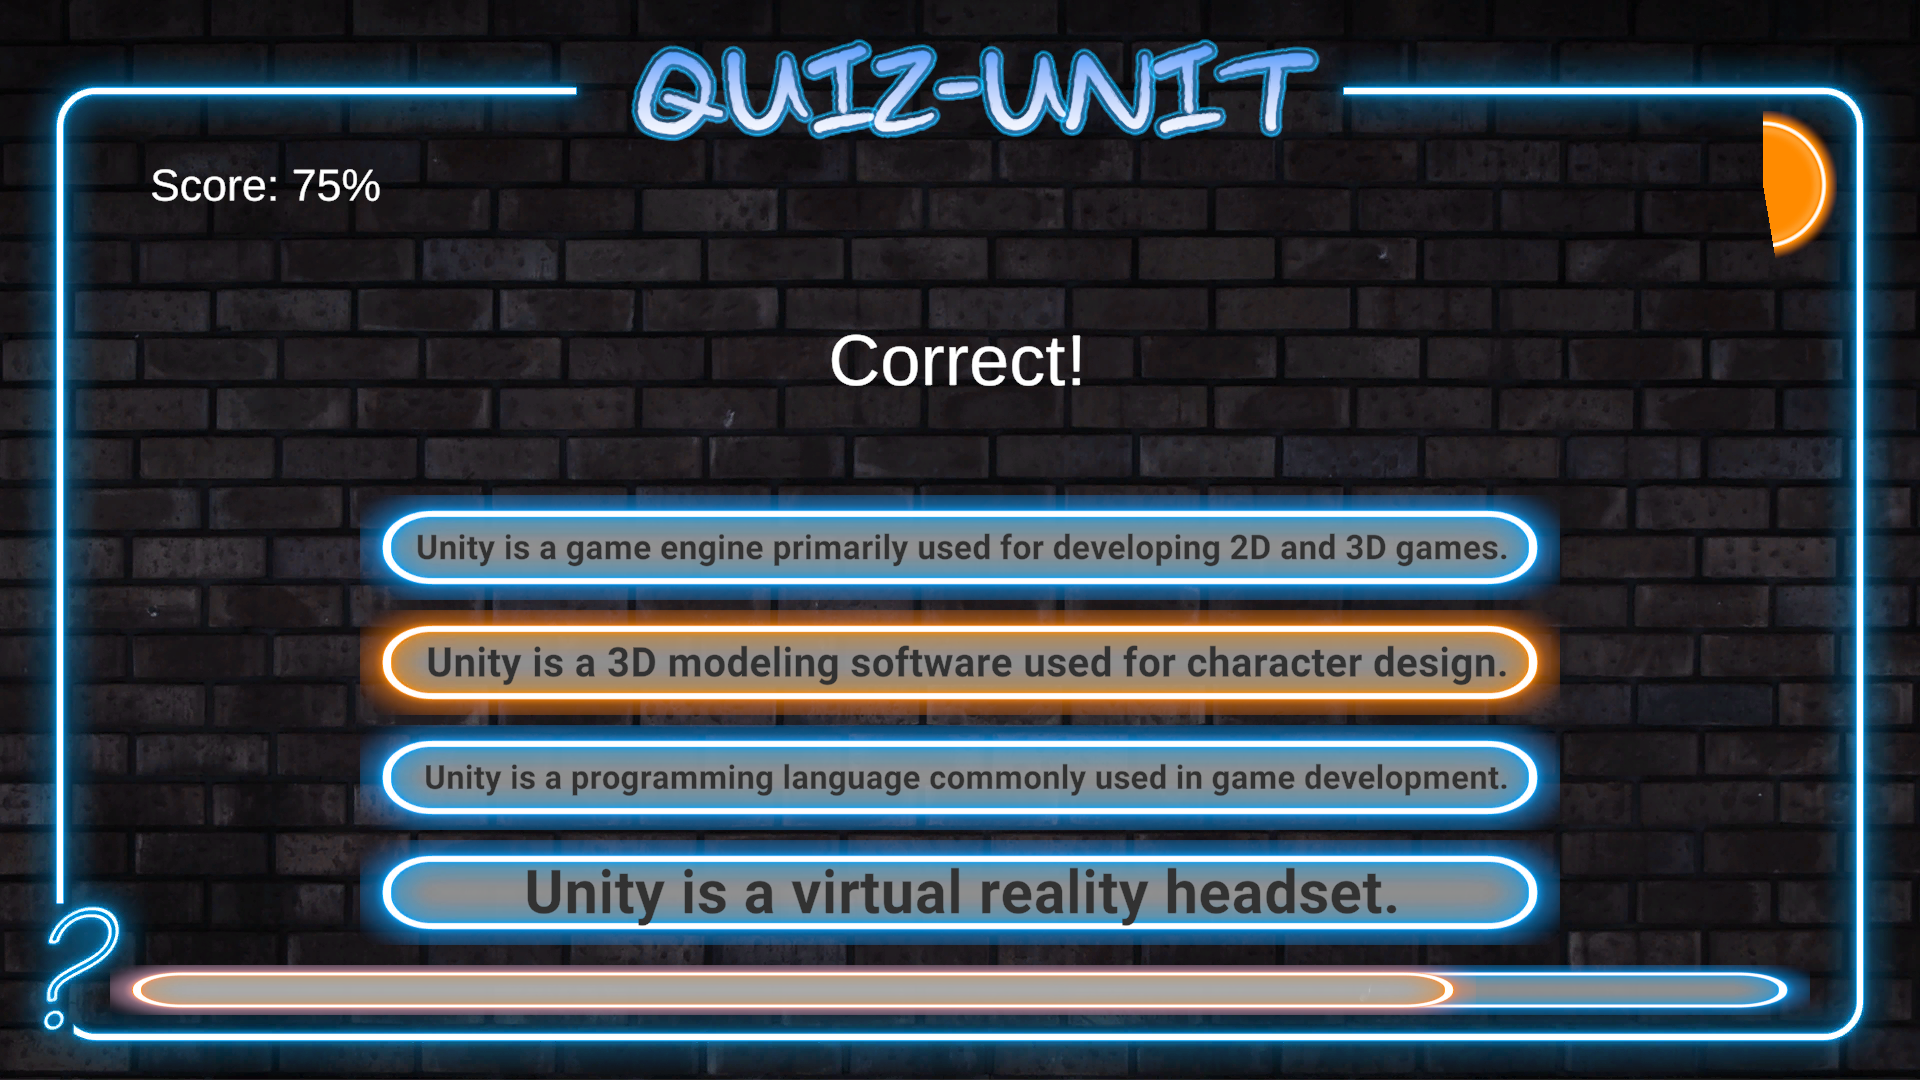 QUIZ-UNIT
Score: 75%
Correct!
Unity is a game engine primarily used for developing 2D and 3D games.
Unity is a 3D modeling software used for character design.
Unity is a programming language commonly used in game development.
Unity is a virtual reality headset.
?